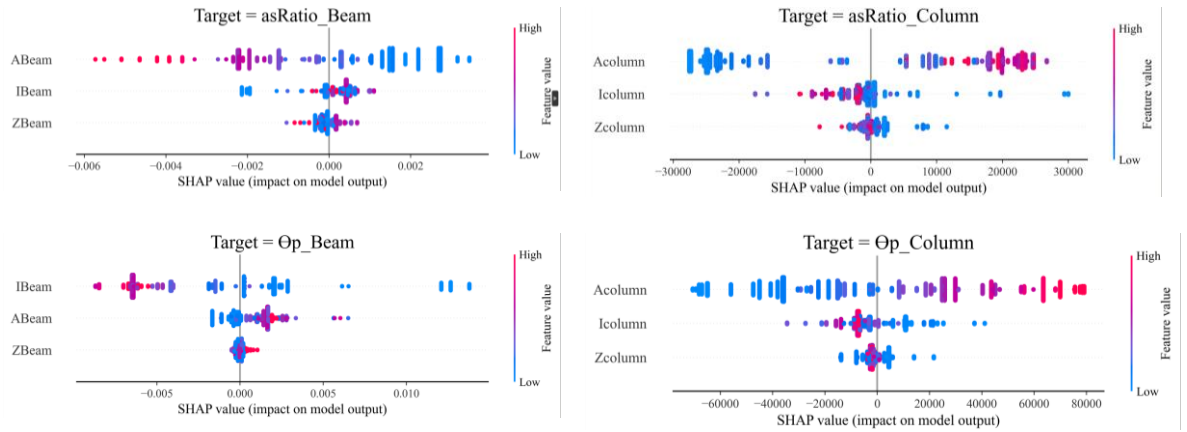 Target = asRatio_Beam
High
ABeam
IBeam
ZBeam
Feature value
Low
−0.006 −0.004 −0.002 0.000 0.002
SHAP value (impact on model output)
Target = asRatio_Column
High
Acolumn
Icolumn
Zcolumn
Feature value
Low
−30000 −20000 −10000 0 10000 20000 30000
SHAP value (impact on model output)
Target = Ɵp_Beam
High
IBeam
ABeam
ZBeam
Feature value
Low
−0.005 0.000 0.005 0.010
SHAP value (impact on model output)
Target = Ɵp_Column
High
Acolumn
Icolumn
Zcolumn
Feature value
Low
−60000 −40000 −20000 0 20000 40000 60000 80000
SHAP value (impact on model output)